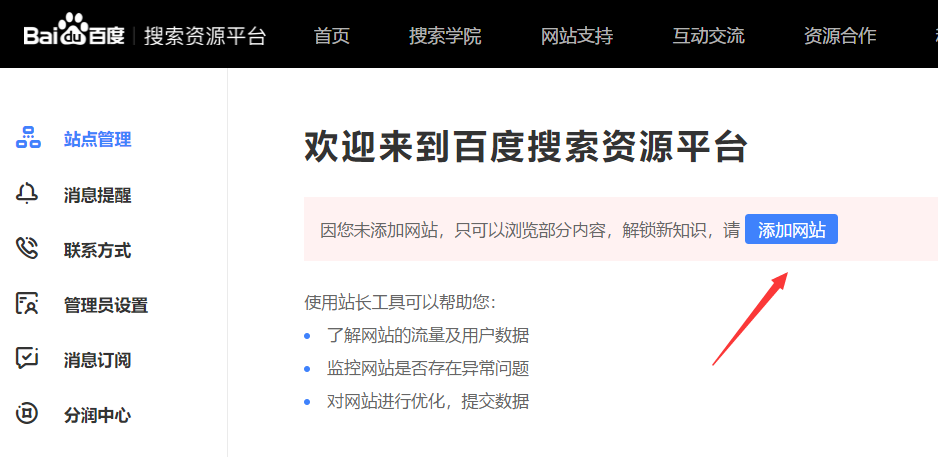 Bai du 百度 搜索资源平台 首页 搜索学院 网站支持 互动交流 资源合作
站点管理
消息提醒
联系方式
管理员设置
消息订阅
分润中心
欢迎来到百度搜索资源平台
因您未添加网站，只可以浏览部分内容，解锁新知识，请 添加网站
使用站长工具可以帮助您：
了解网站的流量及用户数据
监控网站是否存在异常问题
对网站进行优化，提交数据